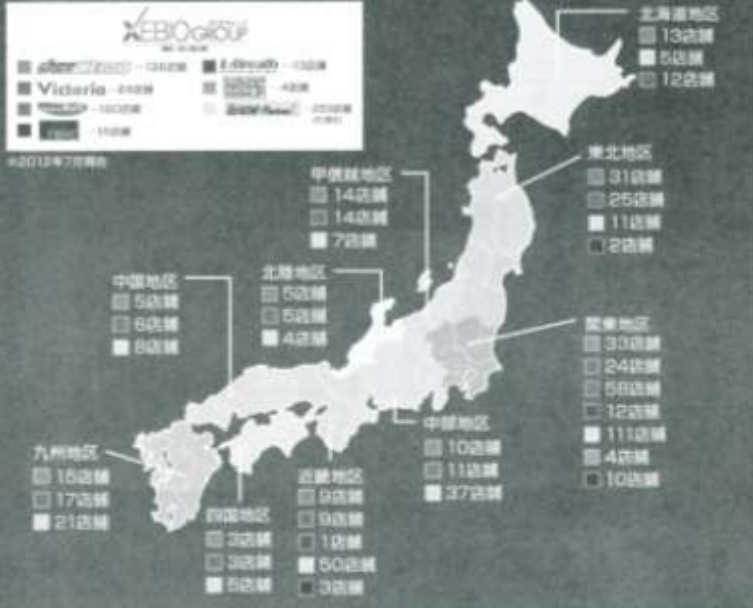 XEBIO GROUP
Victoria
※2012年7月現在
北海道地区
13店舗
5店舗
12店舗
東北地区
31店舗
25店舗
11店舗
2店舗
甲信越地区
14店舗
14店舗
7店舗
北陸地区
5店舗
5店舗
4店舗
中国地区
5店舗
6店舗
8店舗
関東地区
33店舗
24店舗
58店舗
12店舗
111店舗
4店舗
10店舗
中部地区
10店舗
11店舗
37店舗
九州地区
15店舗
17店舗
21店舗
四国地区
3店舗
3店舗
5店舗
近畿地区
9店舗
9店舗
1店舗
50店舗
3店舗